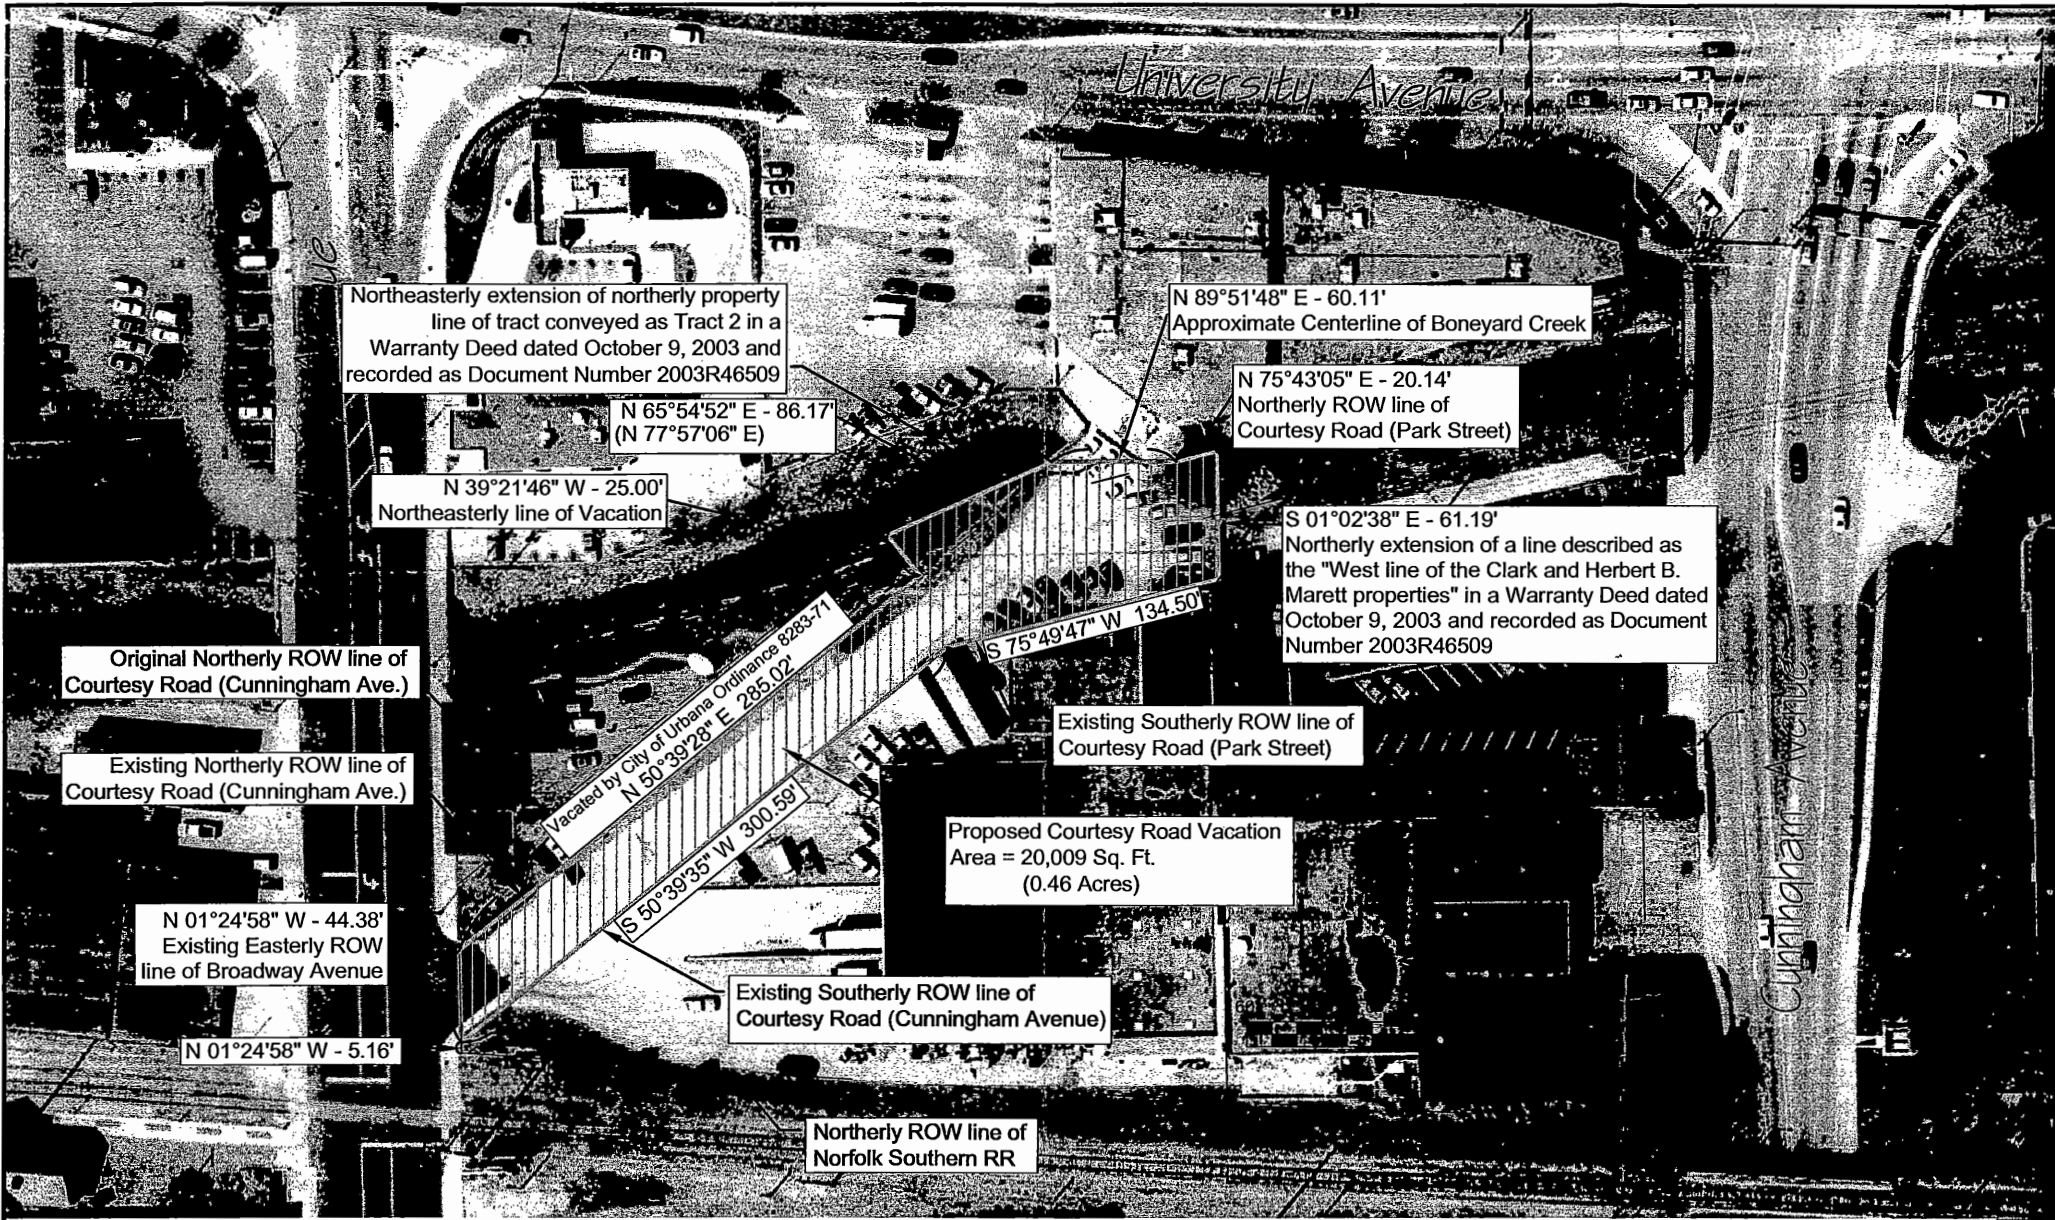 University Avenue
ue
Northeasterly extension of northerly property
line of tract conveyed as Tract 2 in a
Warranty Deed dated October 9, 2003 and
recorded as Document Number 2003R46509
N 89°51'48" E - 60.11'
Approximate Centerline of Boneyard Creek
N 65°54'52" E - 86.17'
(N 77°57'06" E)
N 75°43'05" E - 20.14'
Northerly ROW line of
Courtesy Road (Park Street)
N 39°21'46" W - 25.00'
Northeasterly line of Vacation
S 01°02'38" E - 61.19'
Northerly extension of a line described as
the "West line of the Clark and Herbert B.
Marett properties" in a Warranty Deed dated
October 9, 2003 and recorded as Document
Number 2003R46509
S 75°49'47" W 134.50'
Original Northerly ROW line of
Courtesy Road (Cunningham Ave.)
Vacated by City of Urbana Ordinance 8283-71
N 50°39'28" E 285.02'
Existing Southerly ROW line of
Courtesy Road (Park Street)
Existing Northerly ROW line of
Courtesy Road (Cunningham Ave.)
S 50°39'35" W 300.59'
Proposed Courtesy Road Vacation
Area = 20,009 Sq. Ft.
(0.46 Acres)
Cunningham Avenue
N 01°24'58" W - 44.38'
Existing Easterly ROW
line of Broadway Avenue
Existing Southerly ROW line of
Courtesy Road (Cunningham Avenue)
N 01°24'58" W - 5.16'
Northerly ROW line of
Norfolk Southern RR